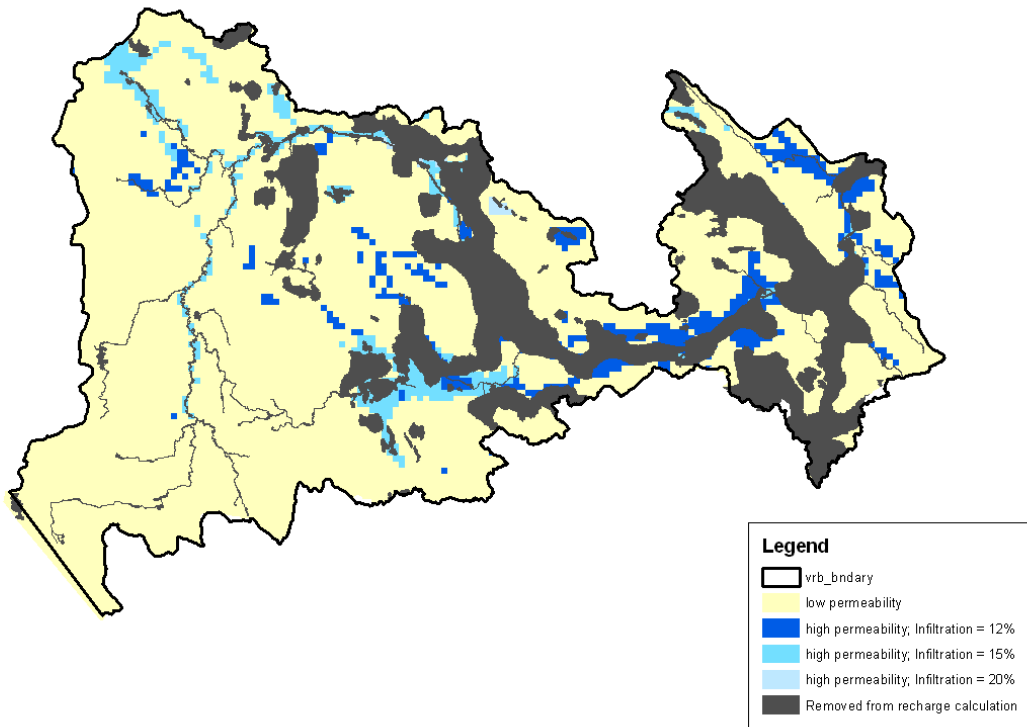 Legend
vrb_bndary
low permeability
high permeability; Infiltration = 12%
high permeability; Infiltration = 15%
high permeability; Infiltration = 20%
Removed from recharge calculation